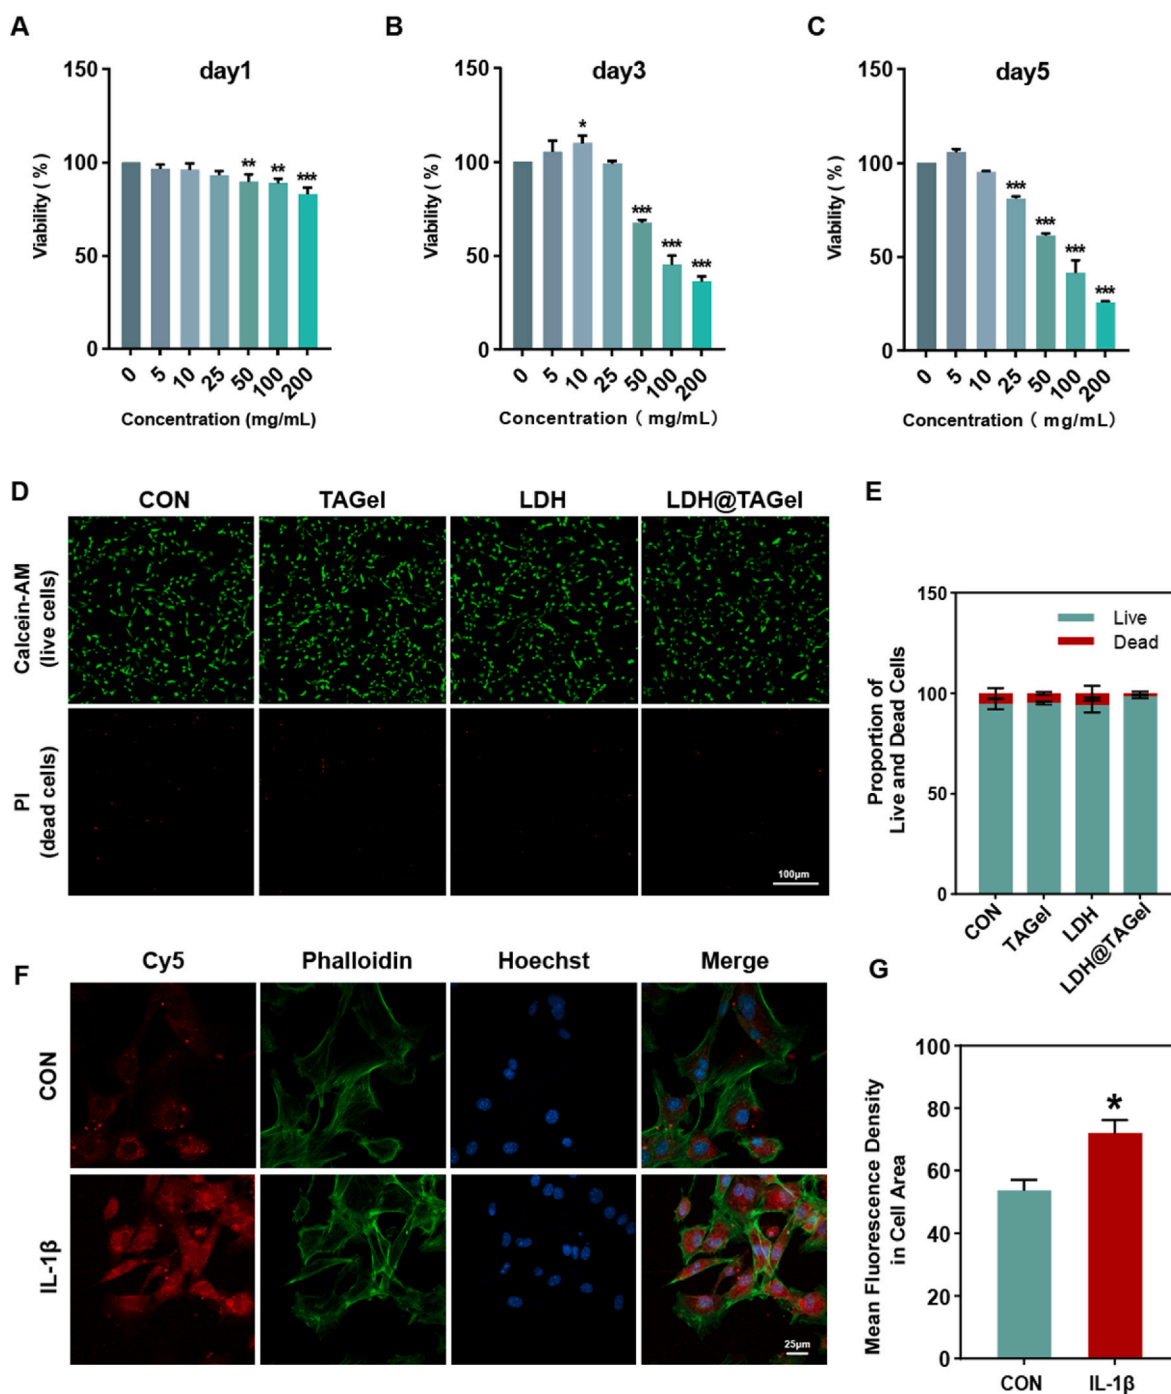 A
B
C
day1
day3
day5
150
100
50
0
Viability ( % )
** ** ***
0 5 10 25 50 100 200
Concentration (mg/mL)
150
100
50
0
Viability ( % )
* *** *** ***
0 5 10 25 50 100 200
Concentration ( mg/mL)
150
100
50
0
Viability ( % )
*** *** *** ***
0 5 10 25 50 100 200
Concentration ( mg/mL)
D
CON TAGel LDH LDH@TAGel
Calcein-AM
(live cells)
PI
(dead cells)
100μm
E
150
100
50
0
Proportion of
Live and Dead Cells
Live
Dead
CON TAGel LDH LDH@TAGel
F
Cy5 Phalloidin Hoechst Merge
CON
IL-1β
25μm
G
100
80
60
40
20
0
Mean Fluorescence Density
in Cell Area
*
CON IL-1β